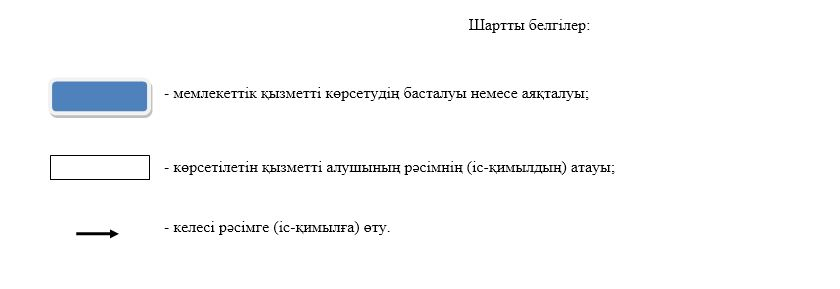 Шартты белгілер:
- мемлекеттік қызметті көрсетудің басталуы немесе аяқталуы;
- көрсетілетін қызметті алушының рәсімнің (іс-қимылдың) атауы;
- келесі рәсімге (іс-қимылға) өту.